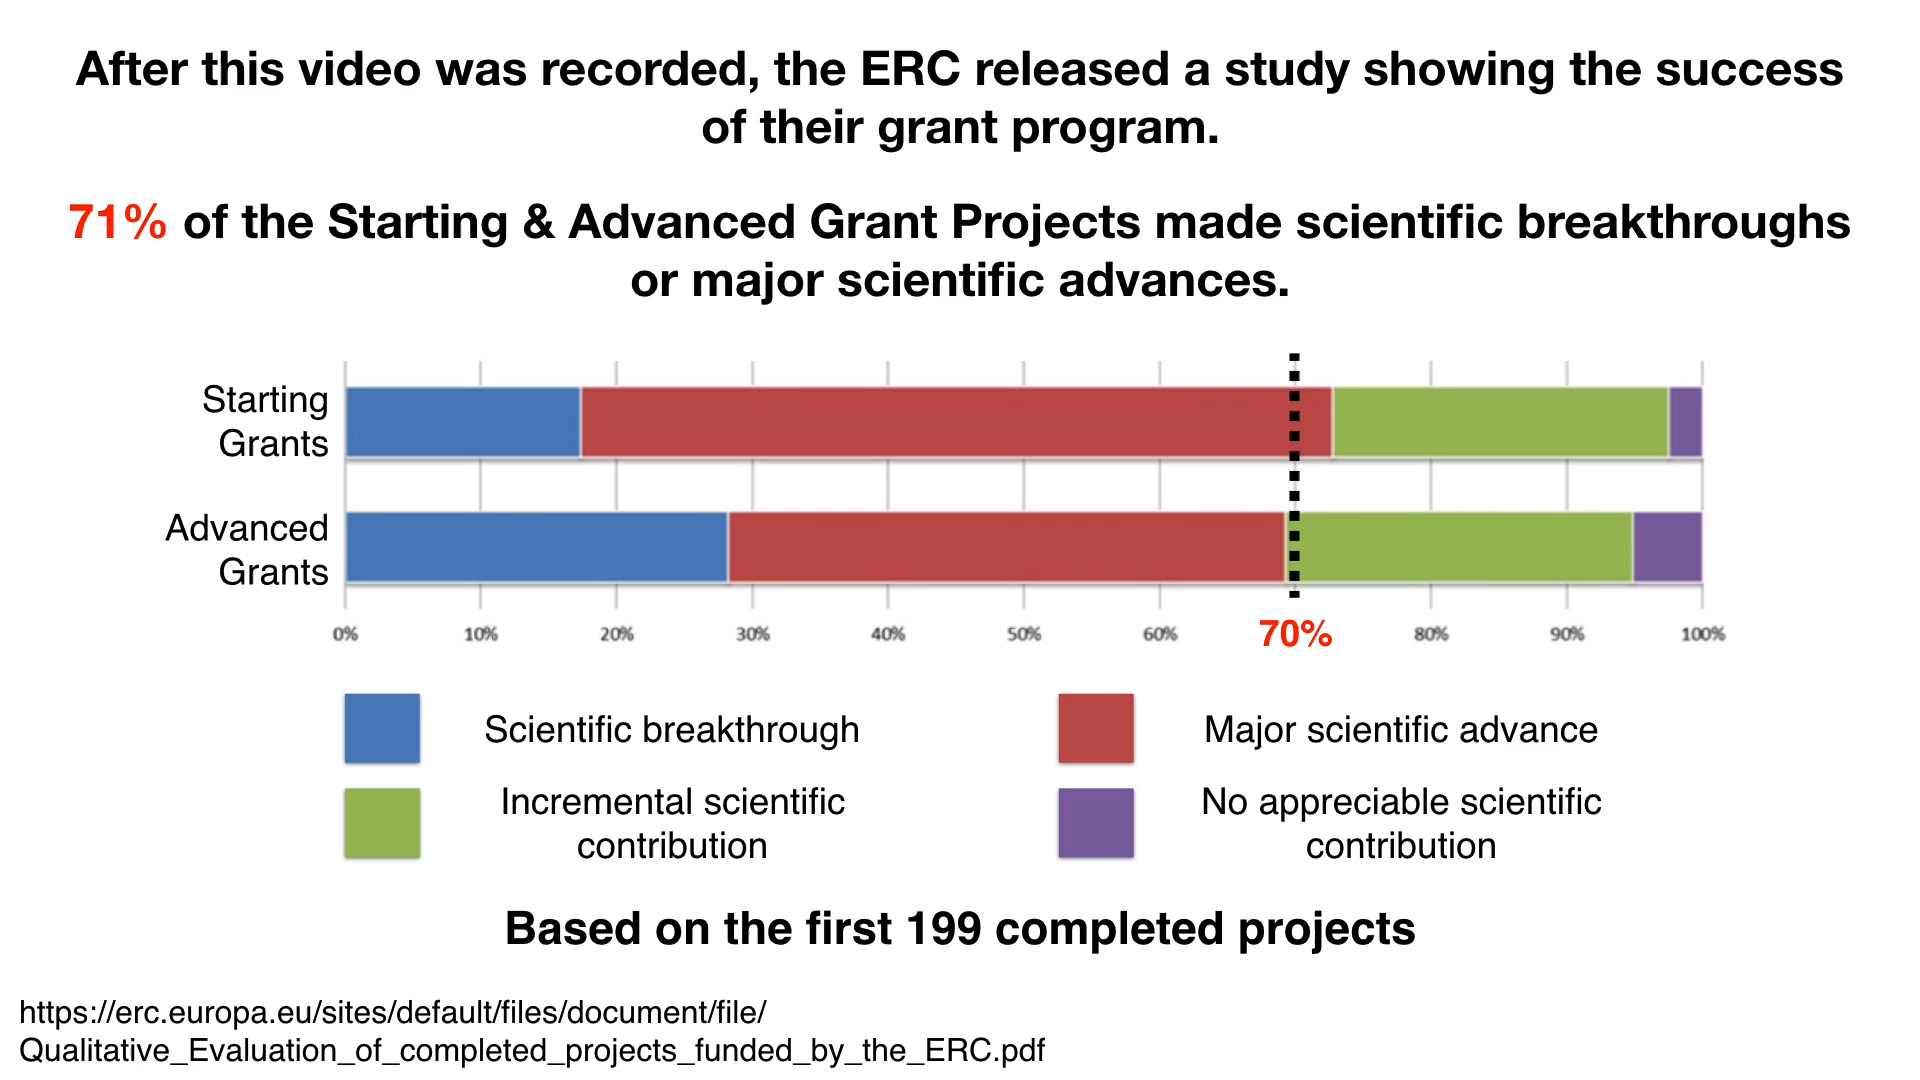 After this video was recorded, the ERC released a study showing the success
of their grant program.
71% of the Starting & Advanced Grant Projects made scientific breakthroughs
or major scientific advances.
Starting
Grants
Advanced
Grants
0% 10% 20% 30% 40% 50% 60% 70% 80% 90% 100%
Scientific breakthrough
Major scientific advance
Incremental scientific
contribution
No appreciable scientific
contribution
Based on the first 199 completed projects
https://erc.europa.eu/sites/default/files/document/file/
Qualitative_Evaluation_of_completed_projects_funded_by_the_ERC.pdf